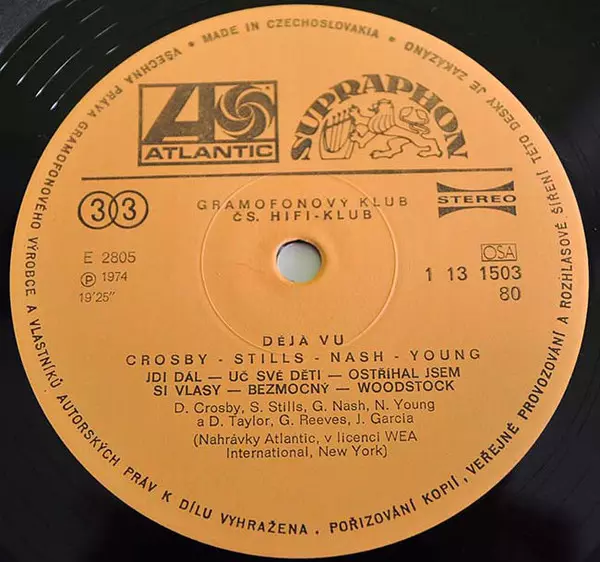 VŠECHNA PRÁVA GRAMOFONOVÉHO VÝROBCE A VLASTNÍKŮ AUTORSKÝCH PRÁV K DÍLU VYHRAŽENA. POŘIZOVÁNÍ KOPIÍ, VEŘEJNÉ PROVOZOVÁNÍ A ROZHLASOVÉ ŠÍŘENÍ TÉTO DESKY JE ZAKÁZÁNO • MADE IN CZECHOSLOVAKIA •
ATLANTIC
SUPRAPHON
33
GRAMOFONOVÝ KLUB
ČS. HIFI-KLUB
STEREO
E 2805
Ⓟ 1974
19'25"
OSA
1 13 1503
80
DÉJÀ VU
CROSBY - STILLS - NASH - YOUNG
JDI DÁL — UČ SVÉ DĚTI — OSTŘÍHAL JSEM
SI VLASY — BEZMOCNÝ — WOODSTOCK
D. Crosby, S. Stills, G. Nash, N. Young
a D. Taylor, G. Reeves, J. Garcia
(Nahrávky Atlantic, v licenci WEA
International, New York)